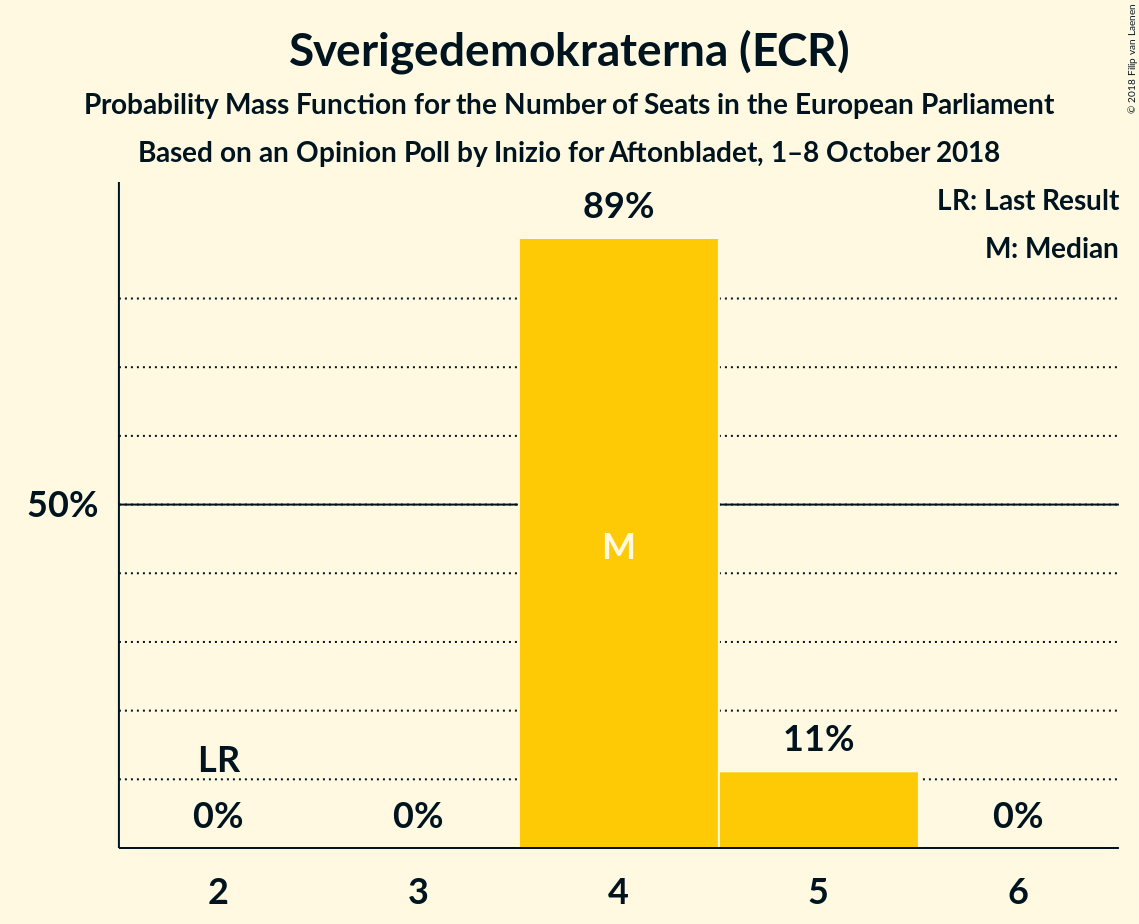 Sverigedemokraterna (ECR)
Probability Mass Function for the Number of Seats in the European Parliament
Based on an Opinion Poll by Inizio for Aftonbladet, 1–8 October 2018
© 2018 Filip van Laenen
LR: Last Result
M: Median
89%
50%
M
11%
LR
0%
0%
0%
2
3
4
5
6